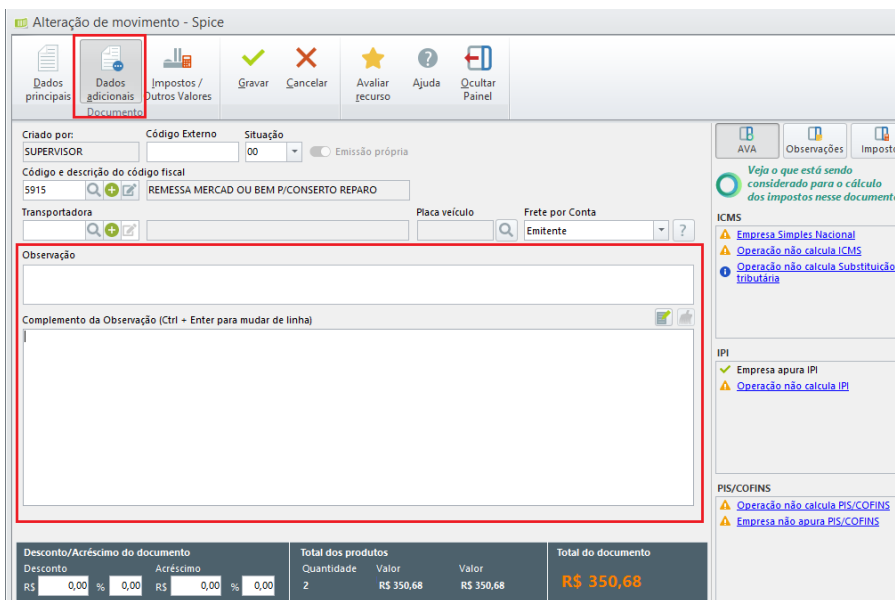 Alteração de movimento - Spice
Dados principais
Dados adicionais
Impostos / Outros Valores
Gravar
Cancelar
Avaliar recurso
Ajuda
Ocultar Painel
Documento
Criado por:
Código Externo
Situação
SUPERVISOR
00
Emissão própria
Código e descrição do código fiscal
5915
REMESSA MERCAD OU BEM P/CONSERTO REPARO
Transportadora
Placa veículo
Frete por Conta
Emitente
?
Observação
Complemento da Observação (Ctrl + Enter para mudar de linha)
AVA
Observações
Veja o que está sendo
considerado para o cálculo
dos impostos nesse documento
ICMS
Empresa Simples Nacional
Operação não calcula ICMS
Operação não calcula Substituição
tributária
IPI
Empresa apura IPI
Operação não calcula IPI
PIS/COFINS
Operação não calcula PIS/COFINS
Empresa não apura PIS/COFINS
Desconto/Acréscimo do documento
Desconto
Acréscimo
R$ 0,00 % 0,00 R$ 0,00 % 0,00
Total dos produtos
Quantidade Valor Valor
2 R$ 350,68 R$ 350,68
Total do documento
R$ 350,68